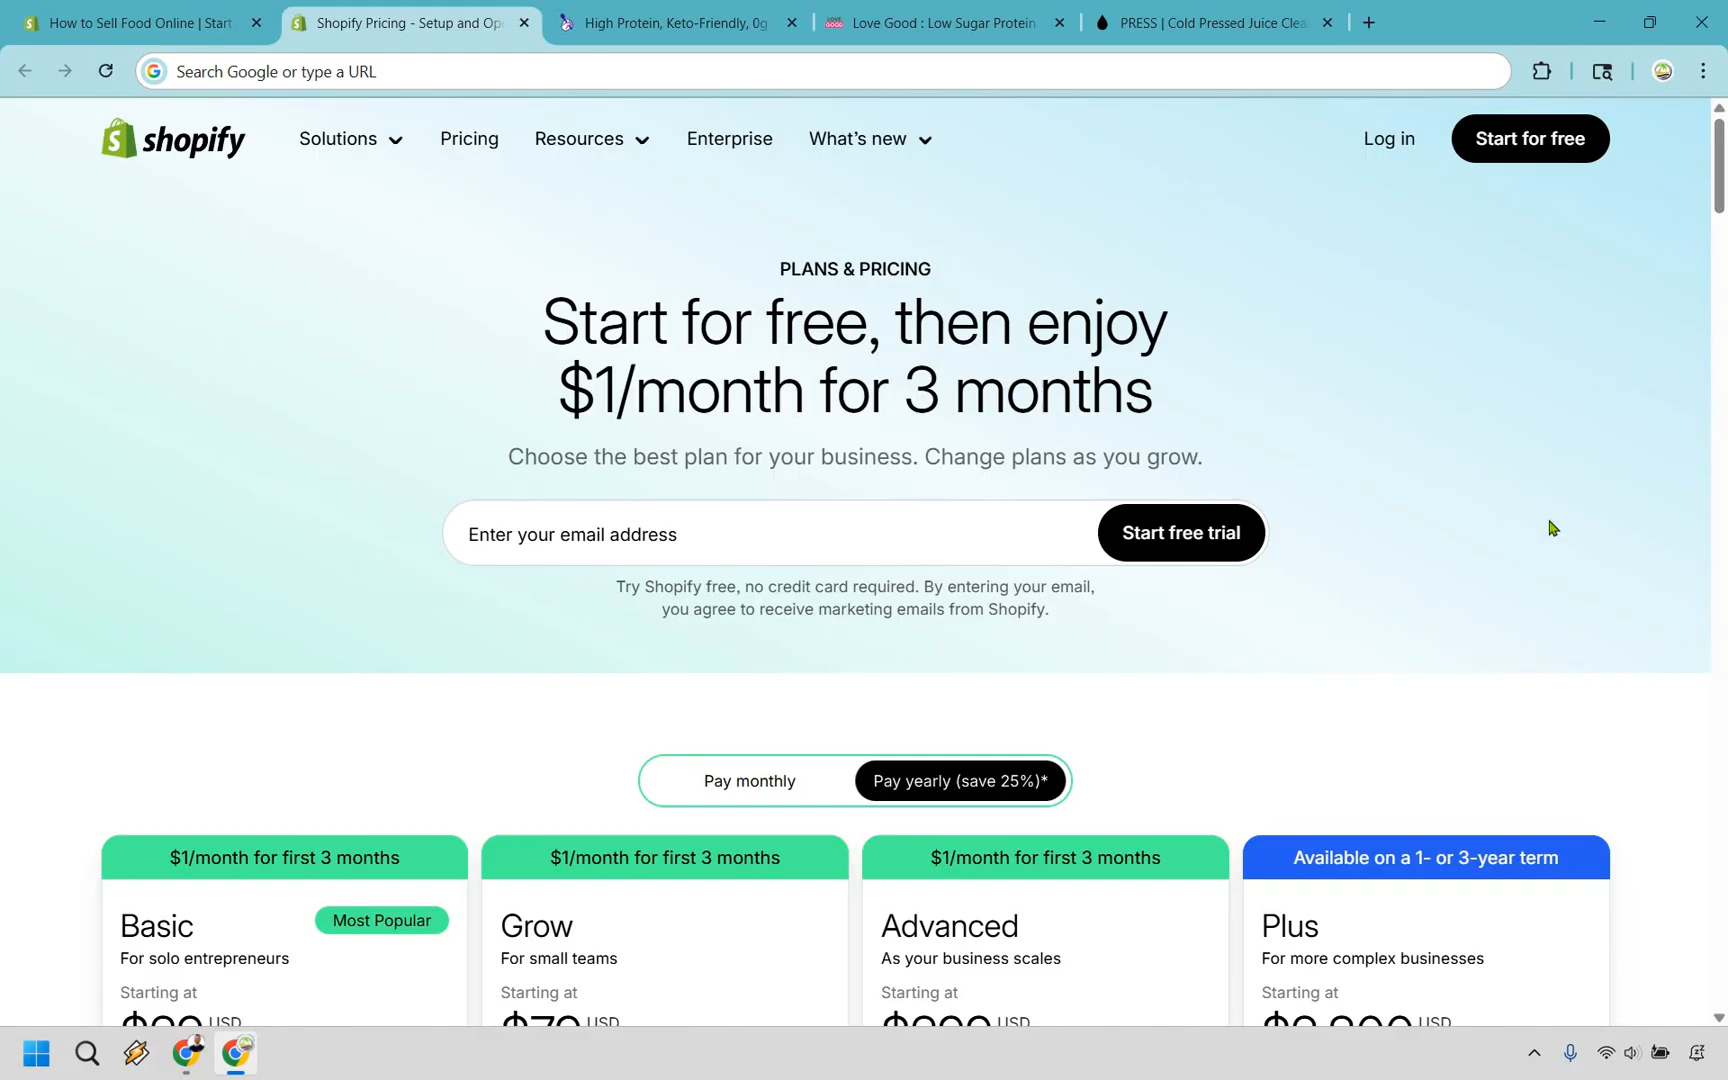 How to Sell Food Online | Start
Shopify Pricing - Setup and Op
High Protein, Keto-Friendly, 0g
Love Good : Low Sugar Protein
PRESS | Cold Pressed Juice Clea
Search Google or type a URL
shopify
Solutions
Pricing
Resources
Enterprise
What's new
Log in
Start for free
PLANS & PRICING
Start for free, then enjoy
$1/month for 3 months
Choose the best plan for your business. Change plans as you grow.
Enter your email address
Start free trial
Try Shopify free, no credit card required. By entering your email,
you agree to receive marketing emails from Shopify.
Pay monthly
Pay yearly (save 25%)*
$1/month for first 3 months
$1/month for first 3 months
$1/month for first 3 months
Available on a 1- or 3-year term
Basic
Most Popular
For solo entrepreneurs
Starting at
USD
Grow
For small teams
Starting at
USD
Advanced
As your business scales
Starting at
USD
Plus
For more complex businesses
Starting at
USD